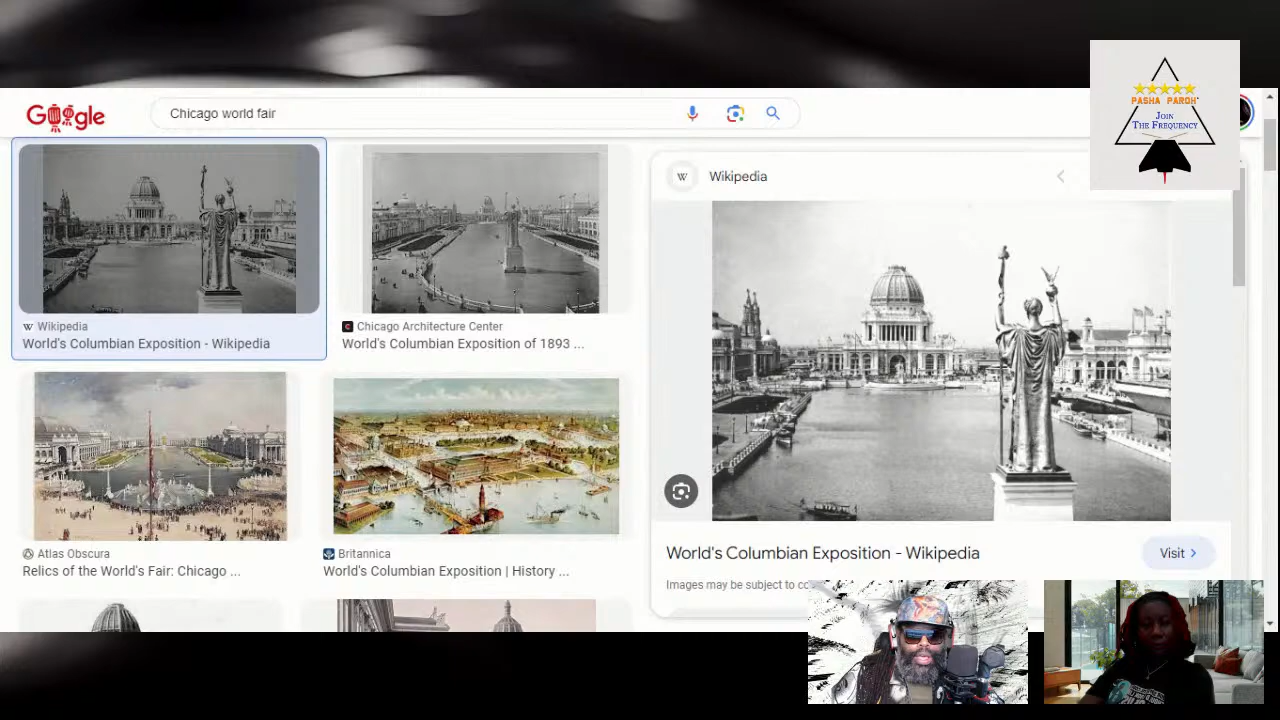 Google
Chicago world fair
PASHA PAROH'
JOIN
THE FREQUENCY
W Wikipedia
World's Columbian Exposition - Wikipedia
Chicago Architecture Center
World's Columbian Exposition of 1893 ...
Atlas Obscura
Relics of the World's Fair: Chicago ...
Britannica
World's Columbian Exposition | History ...
W Wikipedia
World's Columbian Exposition - Wikipedia
Visit
Images may be subject to co